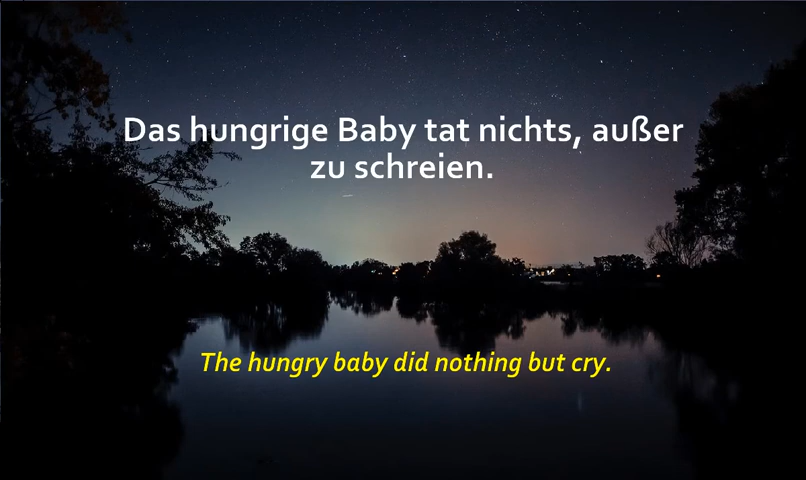 Das hungrige Baby tat nichts, außer
zu schreien.
The hungry baby did nothing but cry.